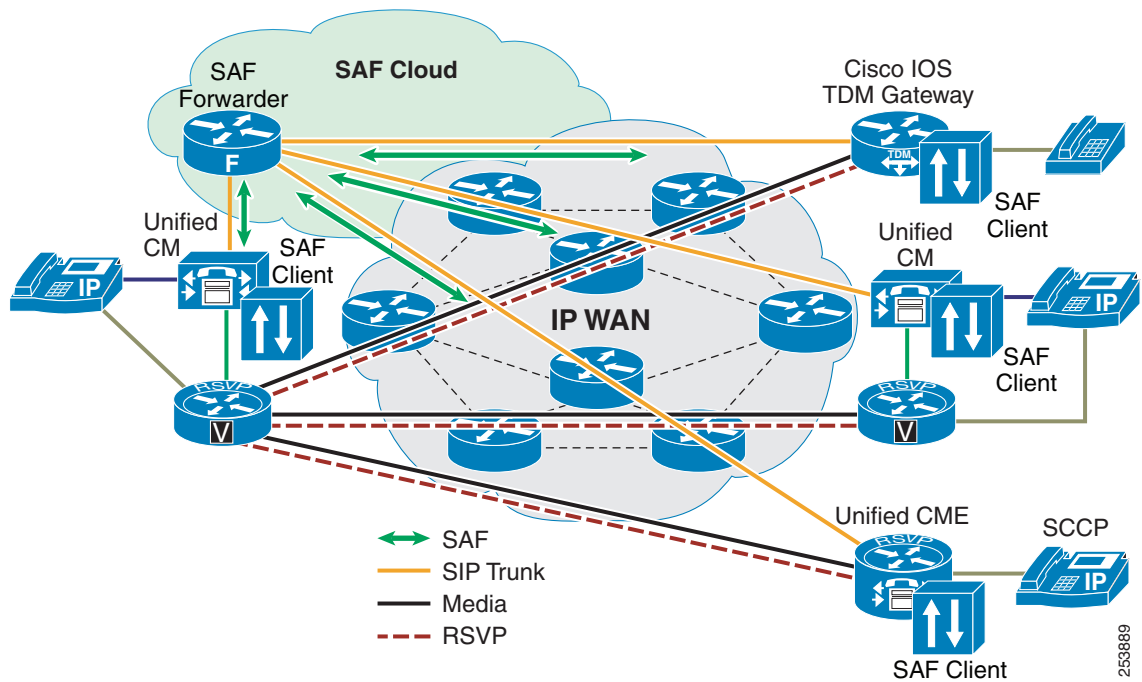 SAF
Forwarder
SAF Cloud
Cisco IOS
TDM Gateway
F
TDM
SAF
Client
Unified
CM
SAF
Client
IP
Unified
CM
IP
SAF
Client
IP WAN
RSVP
V
RSVP
V
Unified CME
RSVP
SCCP
IP
SAF Client
SAF
SIP Trunk
Media
RSVP
253889